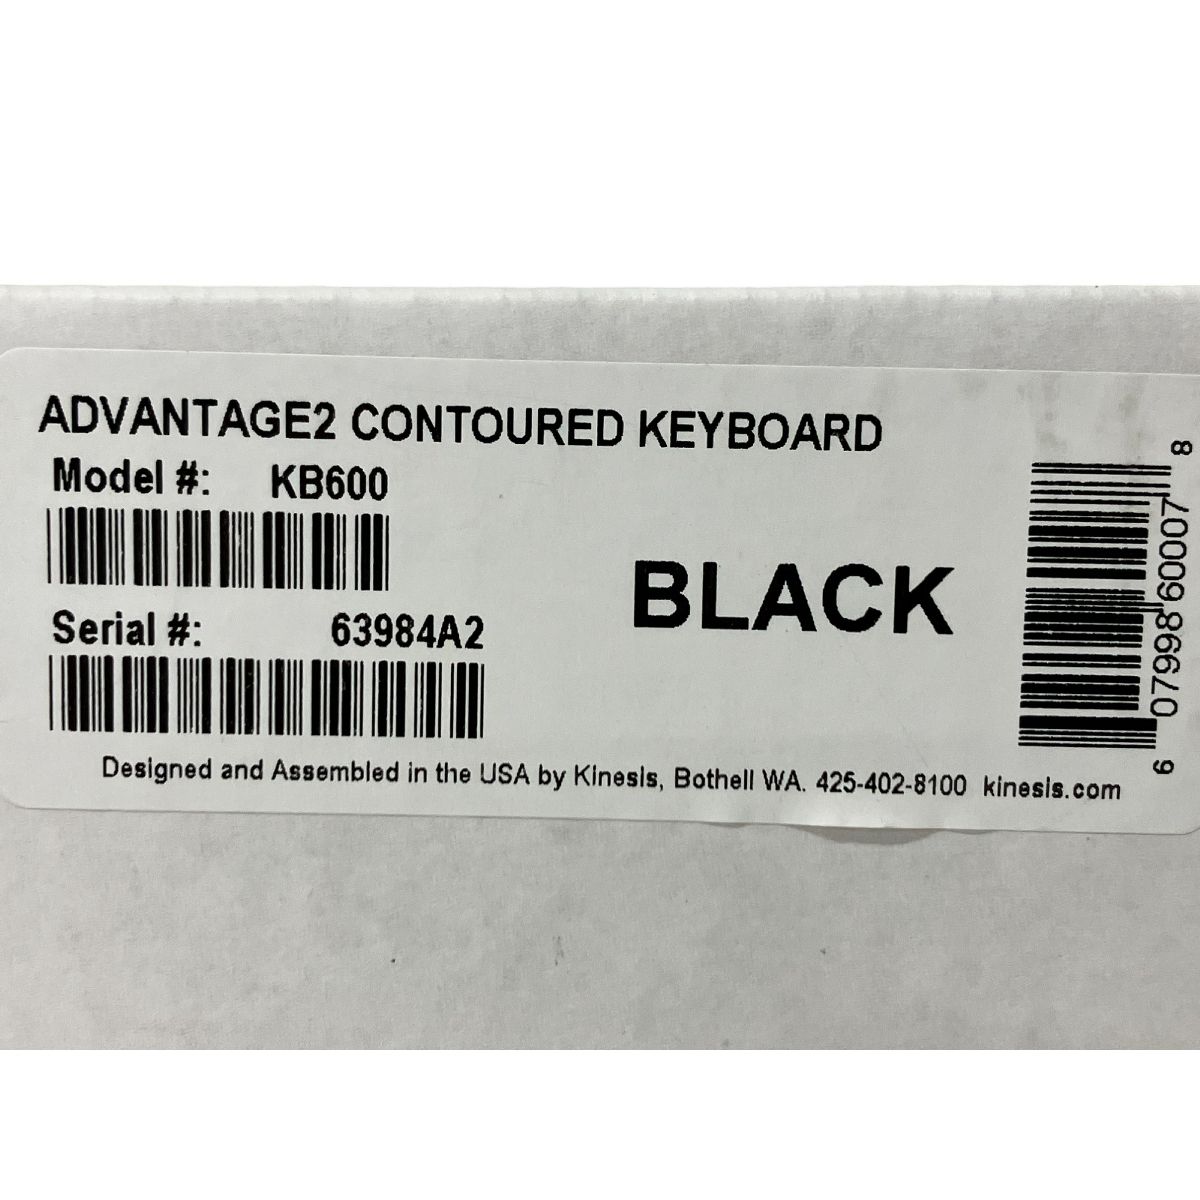 ADVANTAGE2 CONTOURED KEYBOARD
Model #: KB600
Serial #: 63984A2
BLACK
6 07998 60007 8
Designed and Assembled in the USA by Kinesis, Bothell WA. 425-402-8100 kinesis.com